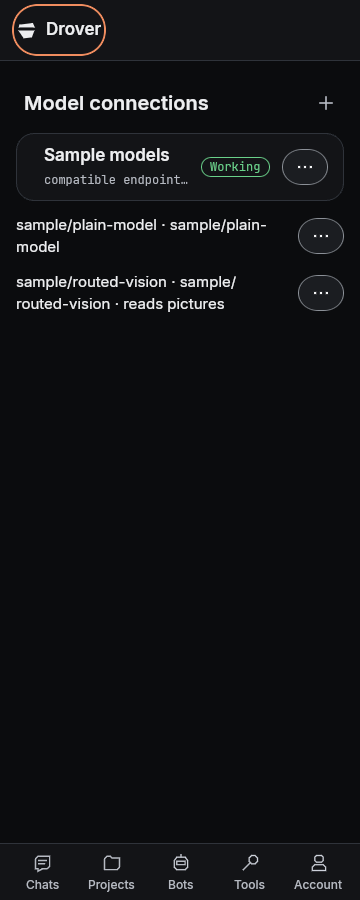 Drover
Model connections
Sample models
compatible endpoint…
Working
sample/plain-model · sample/plain-
model
sample/routed-vision · sample/
routed-vision · reads pictures
Chats
Projects
Bots
Tools
Account